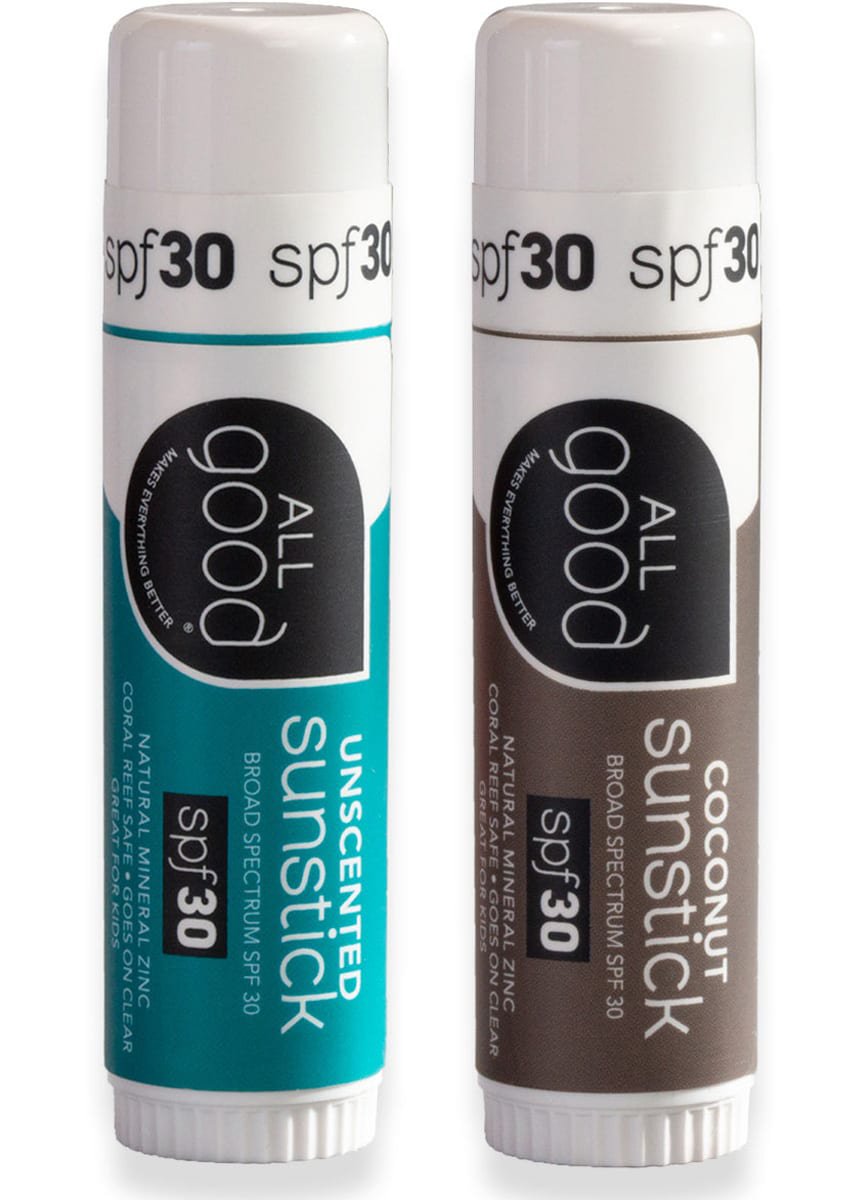 spf30 spf30
ALL
good®
MAKES EVERYTHING BETTER
UNSCENTED
sunstick
BROAD SPECTRUM SPF 30
spf30
NATURAL MINERAL ZINC
CORAL REEF SAFE • GOES ON CLEAR
GREAT FOR KIDS
spf30 spf30
ALL
good
MAKES EVERYTHING BETTER
COCONUT
sunstick
BROAD SPECTRUM SPF 30
spf30
NATURAL MINERAL ZINC
CORAL REEF SAFE • GOES ON CLEAR
GREAT FOR KIDS